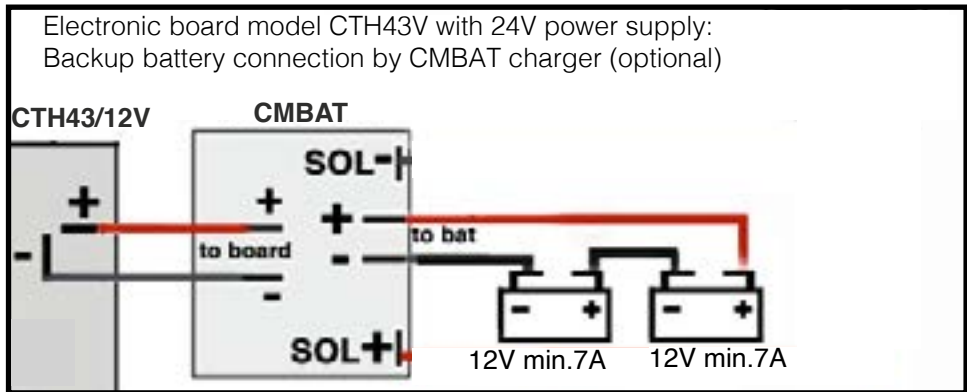 Electronic board model CTH43V with 24V power supply:
Backup battery connection by CMBAT charger (optional)
CTH43/12V
CMBAT
SOL-
+ + +
to board
to bat
- - -
- + - +
SOL+
12V min.7A 12V min.7A